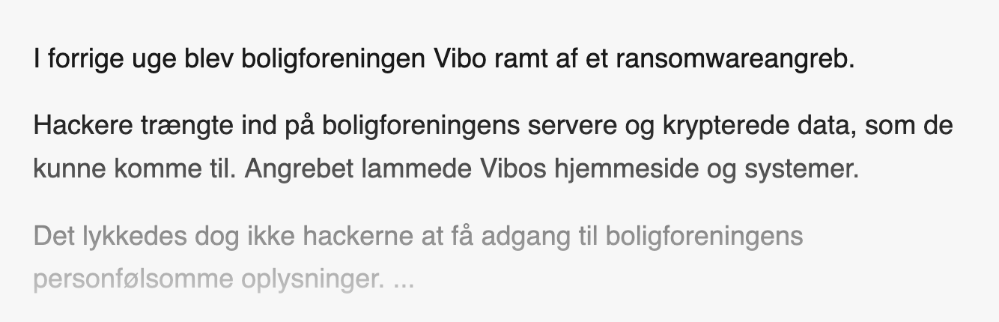 I forrige uge blev boligforeningen Vibo ramt af et ransomwareangreb.
Hackere trængte ind på boligforeningens servere og krypterede data, som de
kunne komme til. Angrebet lammede Vibos hjemmeside og systemer.
Det lykkedes dog ikke hackerne at få adgang til boligforeningens
personfølsomme oplysninger. ...